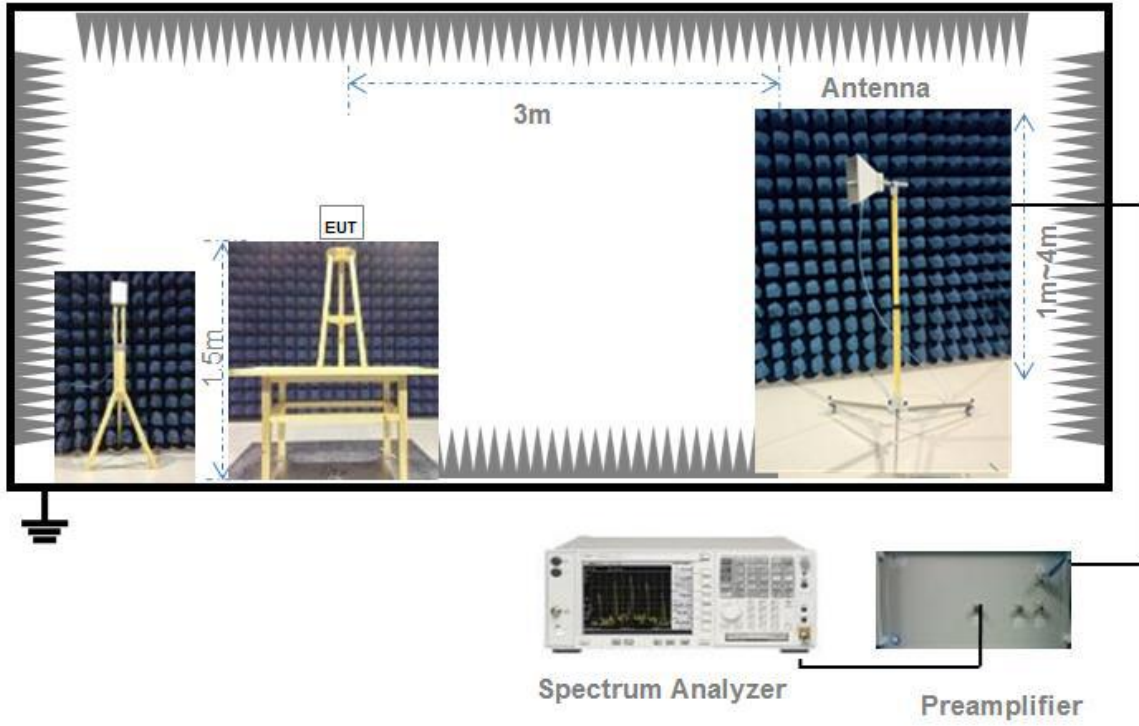 Antenna
3m
EUT
1.5m
1m~4m
Spectrum Analyzer
Preamplifier